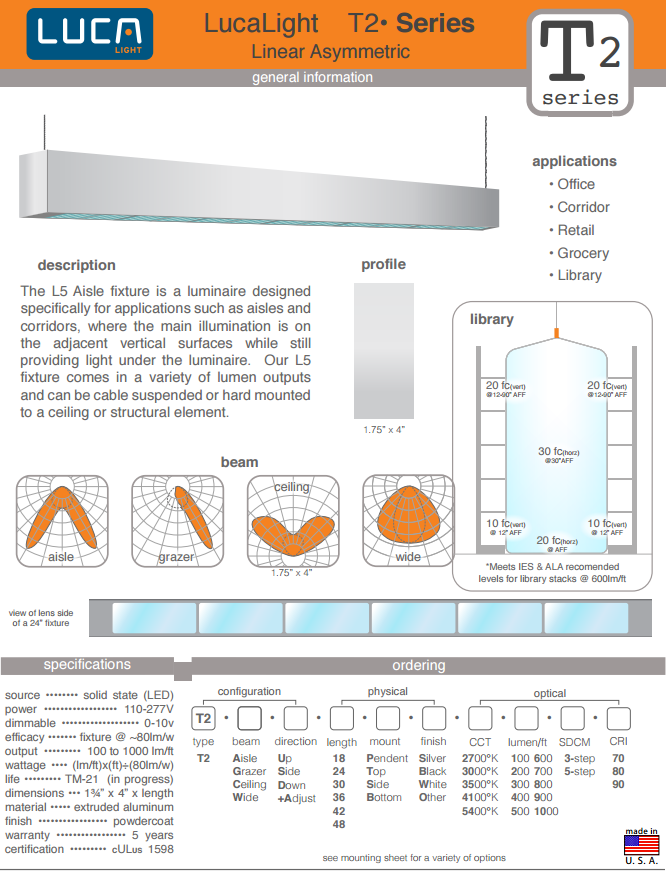 LUCA
LIGHT
LucaLight T2• Series
Linear Asymmetric
general information
T2
series
applications
• Office
• Corridor
• Retail
• Grocery
• Library
description
The L5 Aisle fixture is a luminaire designed
specifically for applications such as aisles and
corridors, where the main illumination is on
the adjacent vertical surfaces while still
providing light under the luminaire. Our L5
fixture comes in a variety of lumen outputs
and can be cable suspended or hard mounted
to a ceiling or structural element.
profile
1.75" x 4"
library
20 fc(vert)
@12-90" AFF
20 fc(vert)
@12-90" AFF
30 fc(horz)
@30"AFF
10 fc(vert)
@ 12" AFF
10 fc(vert)
@ 12" AFF
20 fc(horz)
@ AFF
*Meets IES & ALA recomended
levels for library stacks @ 600lm/ft
beam
aisle
grazer
ceiling
1.75" x 4"
wide
view of lens side
of a 24" fixture
specifications
source •••••••• solid state (LED)
power •••••••••••••••••• 110-277V
dimmable ••••••••••••••••••• 0-10v
efficacy ••••••• fixture @ ~80lm/w
output •••••••••• 100 to 1000 lm/ft
wattage •••• (lm/ft)x(ft)÷(80lm/w)
life •••••••••• TM-21 (in progress)
dimensions ••• 1¾" x 4" x length
material ••••• extruded aluminum
finish ••••••••••••••••• powdercoat
warranty ••••••••••••••••• 5 years
certification ••••••••• cULus 1598
ordering
configuration physical optical
T2 • • • • • • • • •
type beam direction length mount finish CCT lumen/ft SDCM CRI
T2 Aisle Up 18 Pendent Silver 2700°K 100 600 3-step 70
Grazer Side 24 Top Black 3000°K 200 700 5-step 80
Ceiling Down 30 Side White 3500°K 300 800 90
Wide +Adjust 36 Bottom Other 4100°K 400 900
42 5400°K 500 1000
48
see mounting sheet for a variety of options
made in
U. S. A.